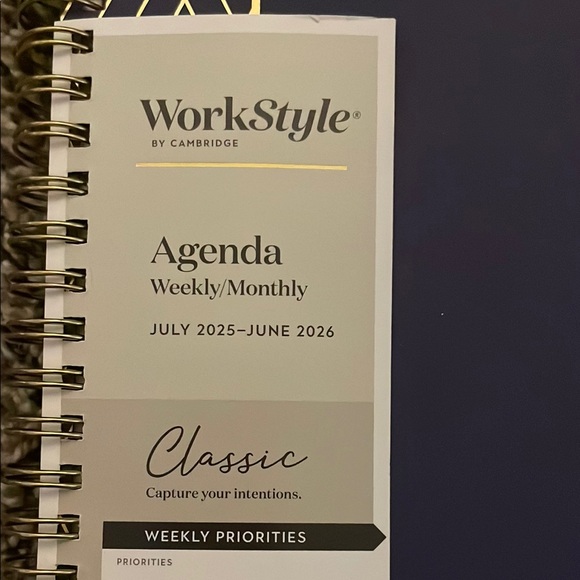 WorkStyle®
BY CAMBRIDGE
Agenda
Weekly/Monthly
JULY 2025–JUNE 2026
Classic
Capture your intentions.
WEEKLY PRIORITIES
PRIORITIES